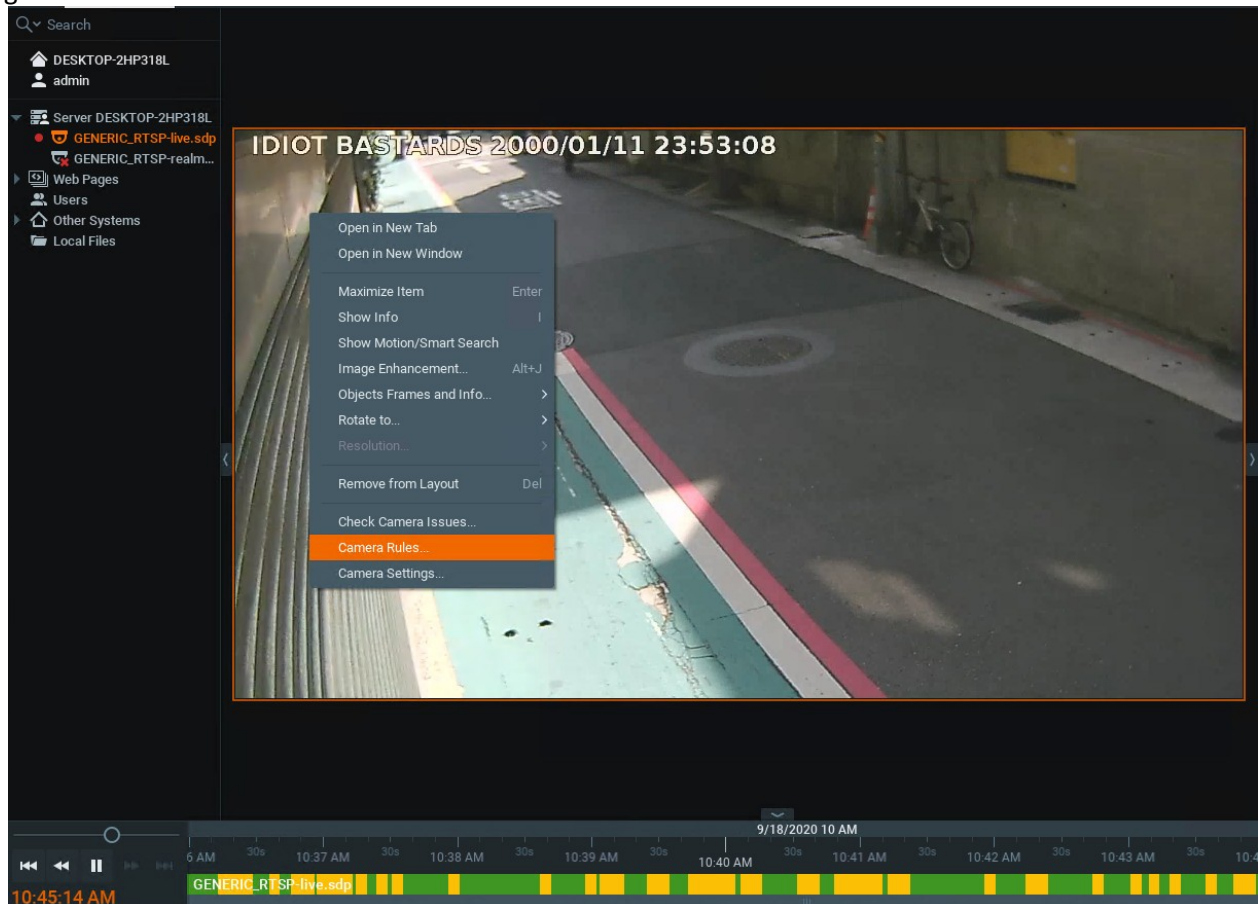 Search
DESKTOP-2HP318L
admin
Server DESKTOP-2HP318L
GENERIC_RTSP-live.sdp
GENERIC_RTSP-realm...
Web Pages
Users
Other Systems
Local Files
IDIOT BASTARDS 2000/01/11 23:53:08
Open in New Tab
Open in New Window
Maximize Item Enter
Show Info I
Show Motion/Smart Search
Image Enhancement... Alt+J
Objects Frames and Info...
Rotate to...
Resolution...
Remove from Layout Del
Check Camera Issues...
Camera Rules...
Camera Settings...
9/18/2020 10 AM
6 AM 30s 10:37 AM 30s 10:38 AM 30s 10:39 AM 30s 10:40 AM 30s 10:41 AM 30s 10:42 AM 30s 10:43 AM 30s 10:4
GENERIC_RTSP-live.sdp
10:45:14 AM